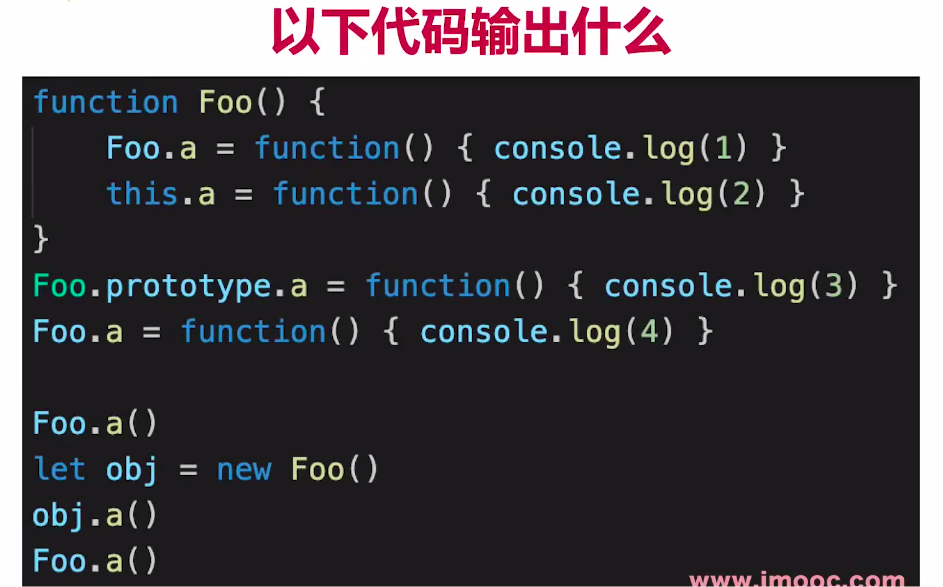 以下代码输出什么
function Foo() {
    Foo.a = function() { console.log(1) }
    this.a = function() { console.log(2) }
}
Foo.prototype.a = function() { console.log(3) }
Foo.a = function() { console.log(4) }
Foo.a()
let obj = new Foo()
obj.a()
Foo.a()
www.imooc.com